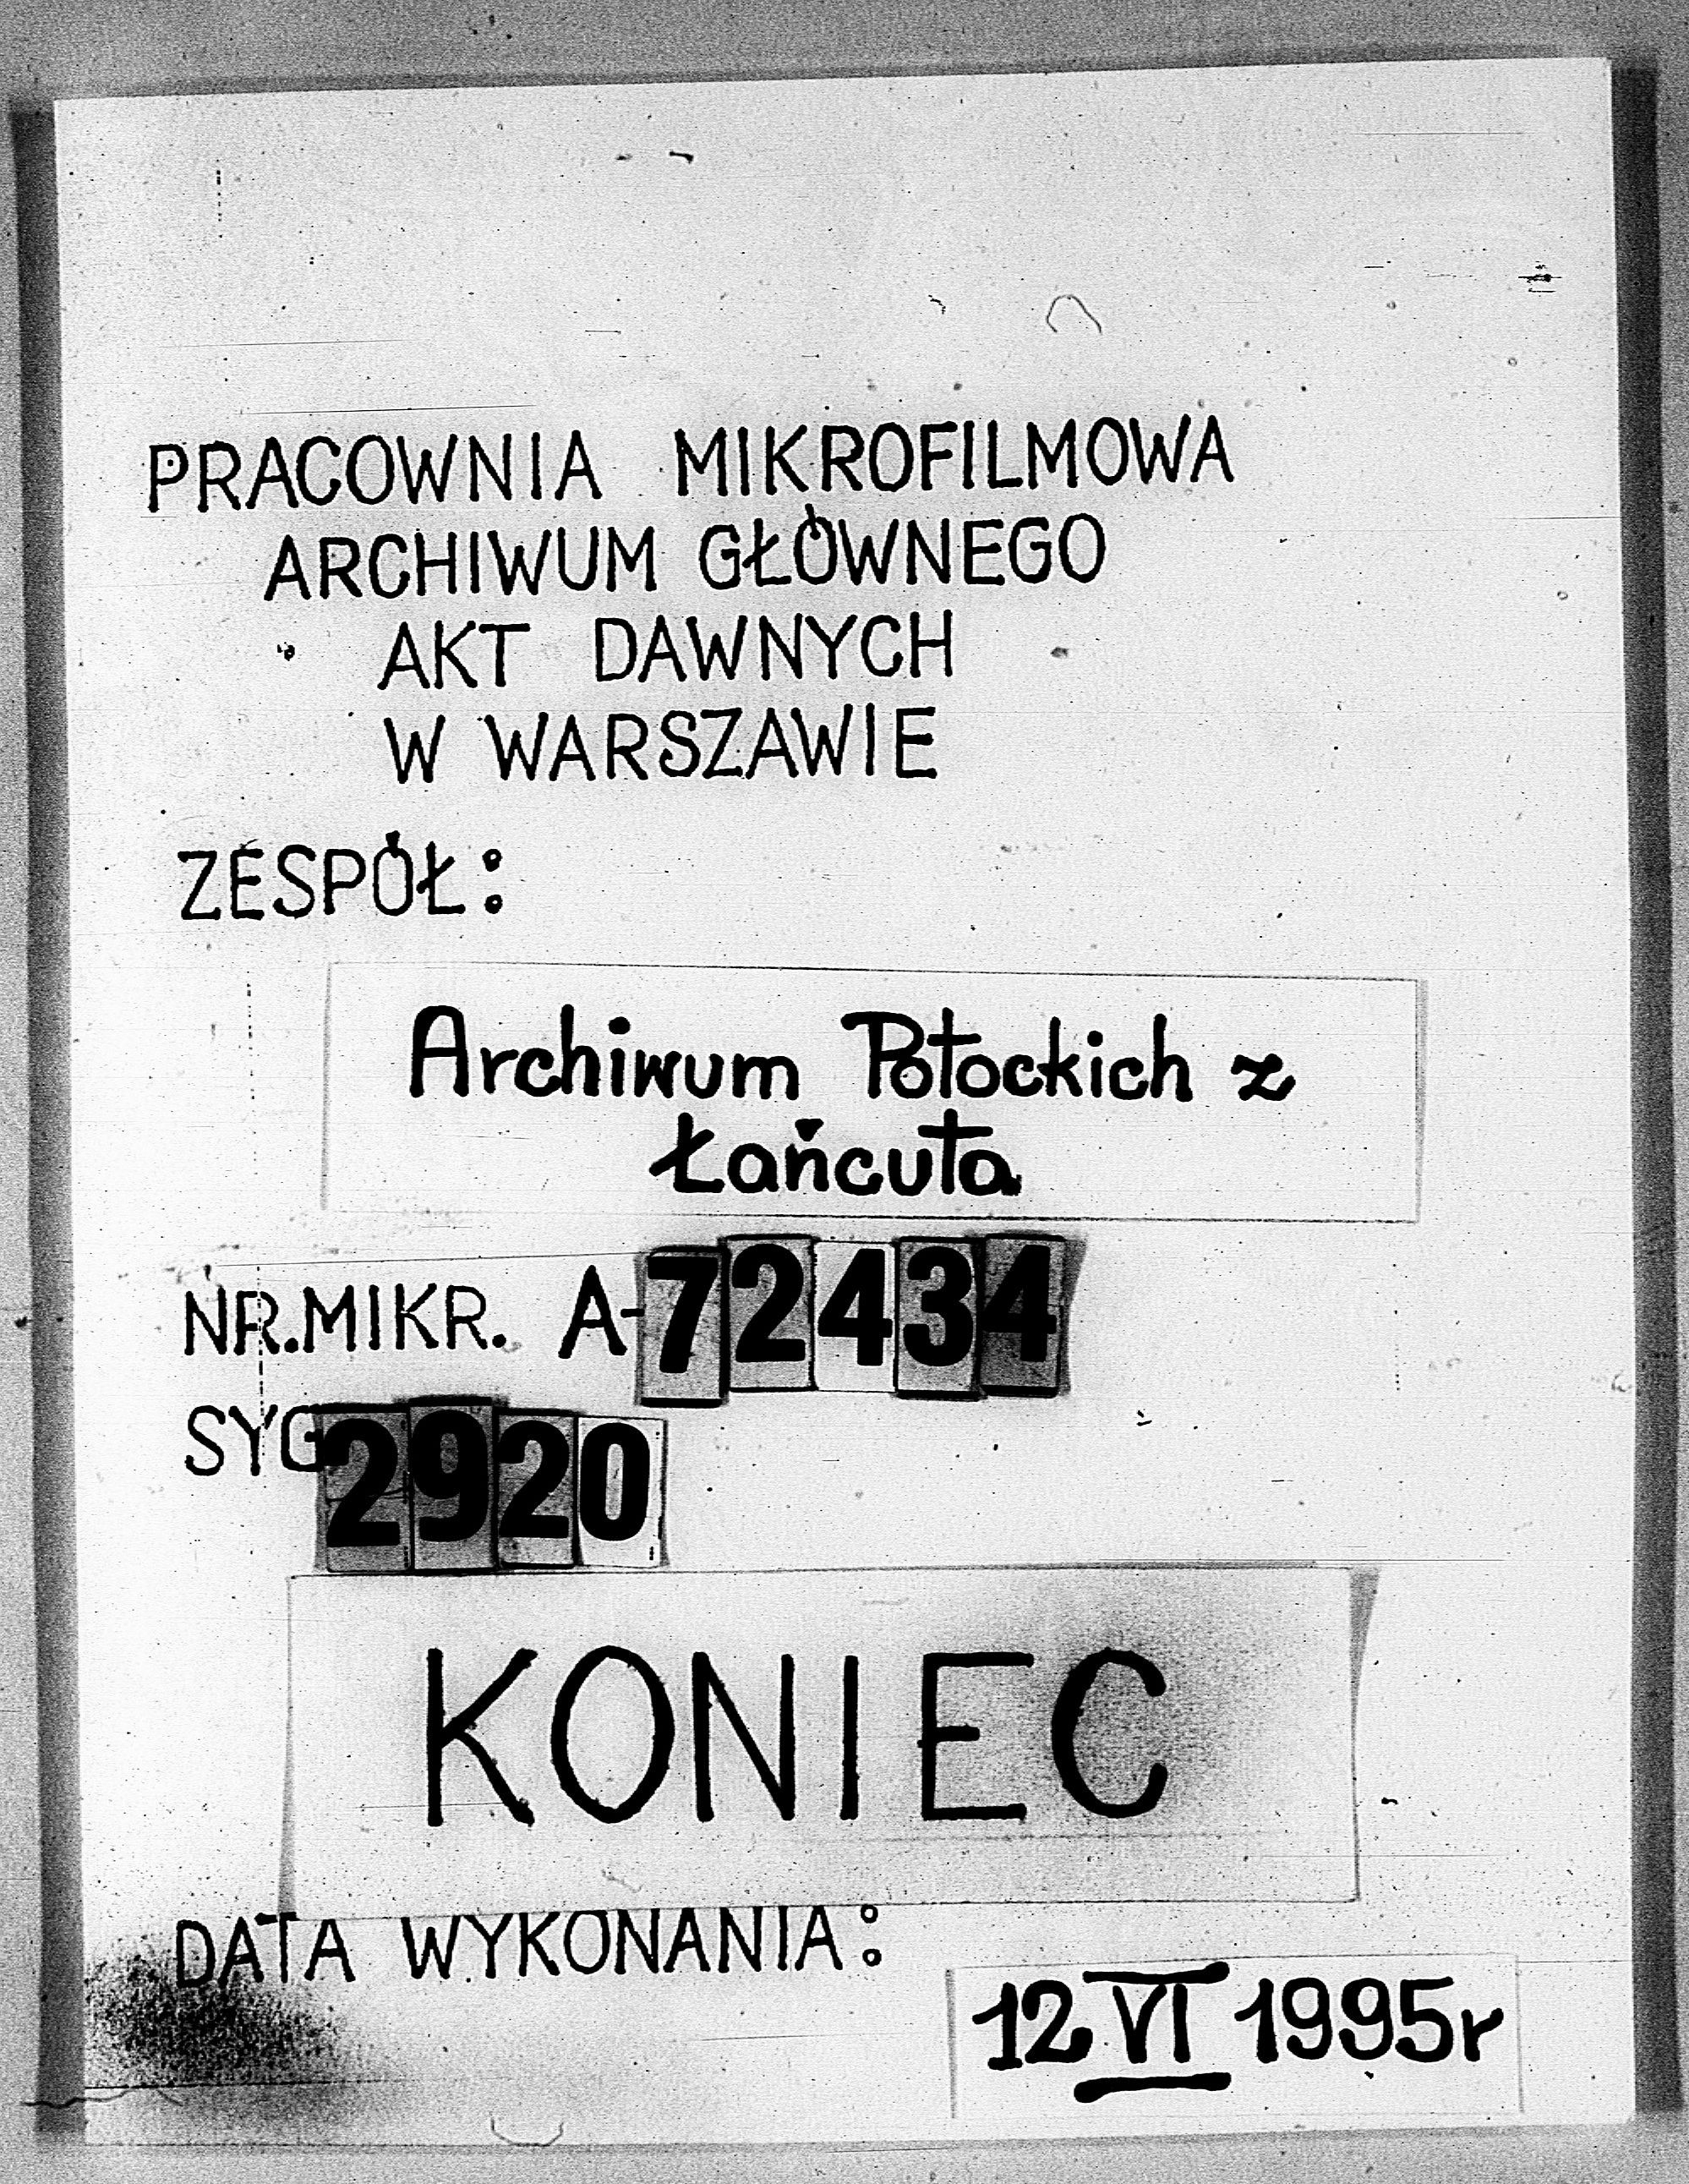 PRACOWNIA MIKROFILMOWA
ARCHIWUM GŁÓWNEGO
AKT DAWNYCH
W WARSZAWIE
ZESPÓŁ:
Archiwum Potockich z
Łańcuta
NR.MIKR. A-72434
SYG 2920
KONIEC
DATA WYKONANIA:
12 VI 1995r